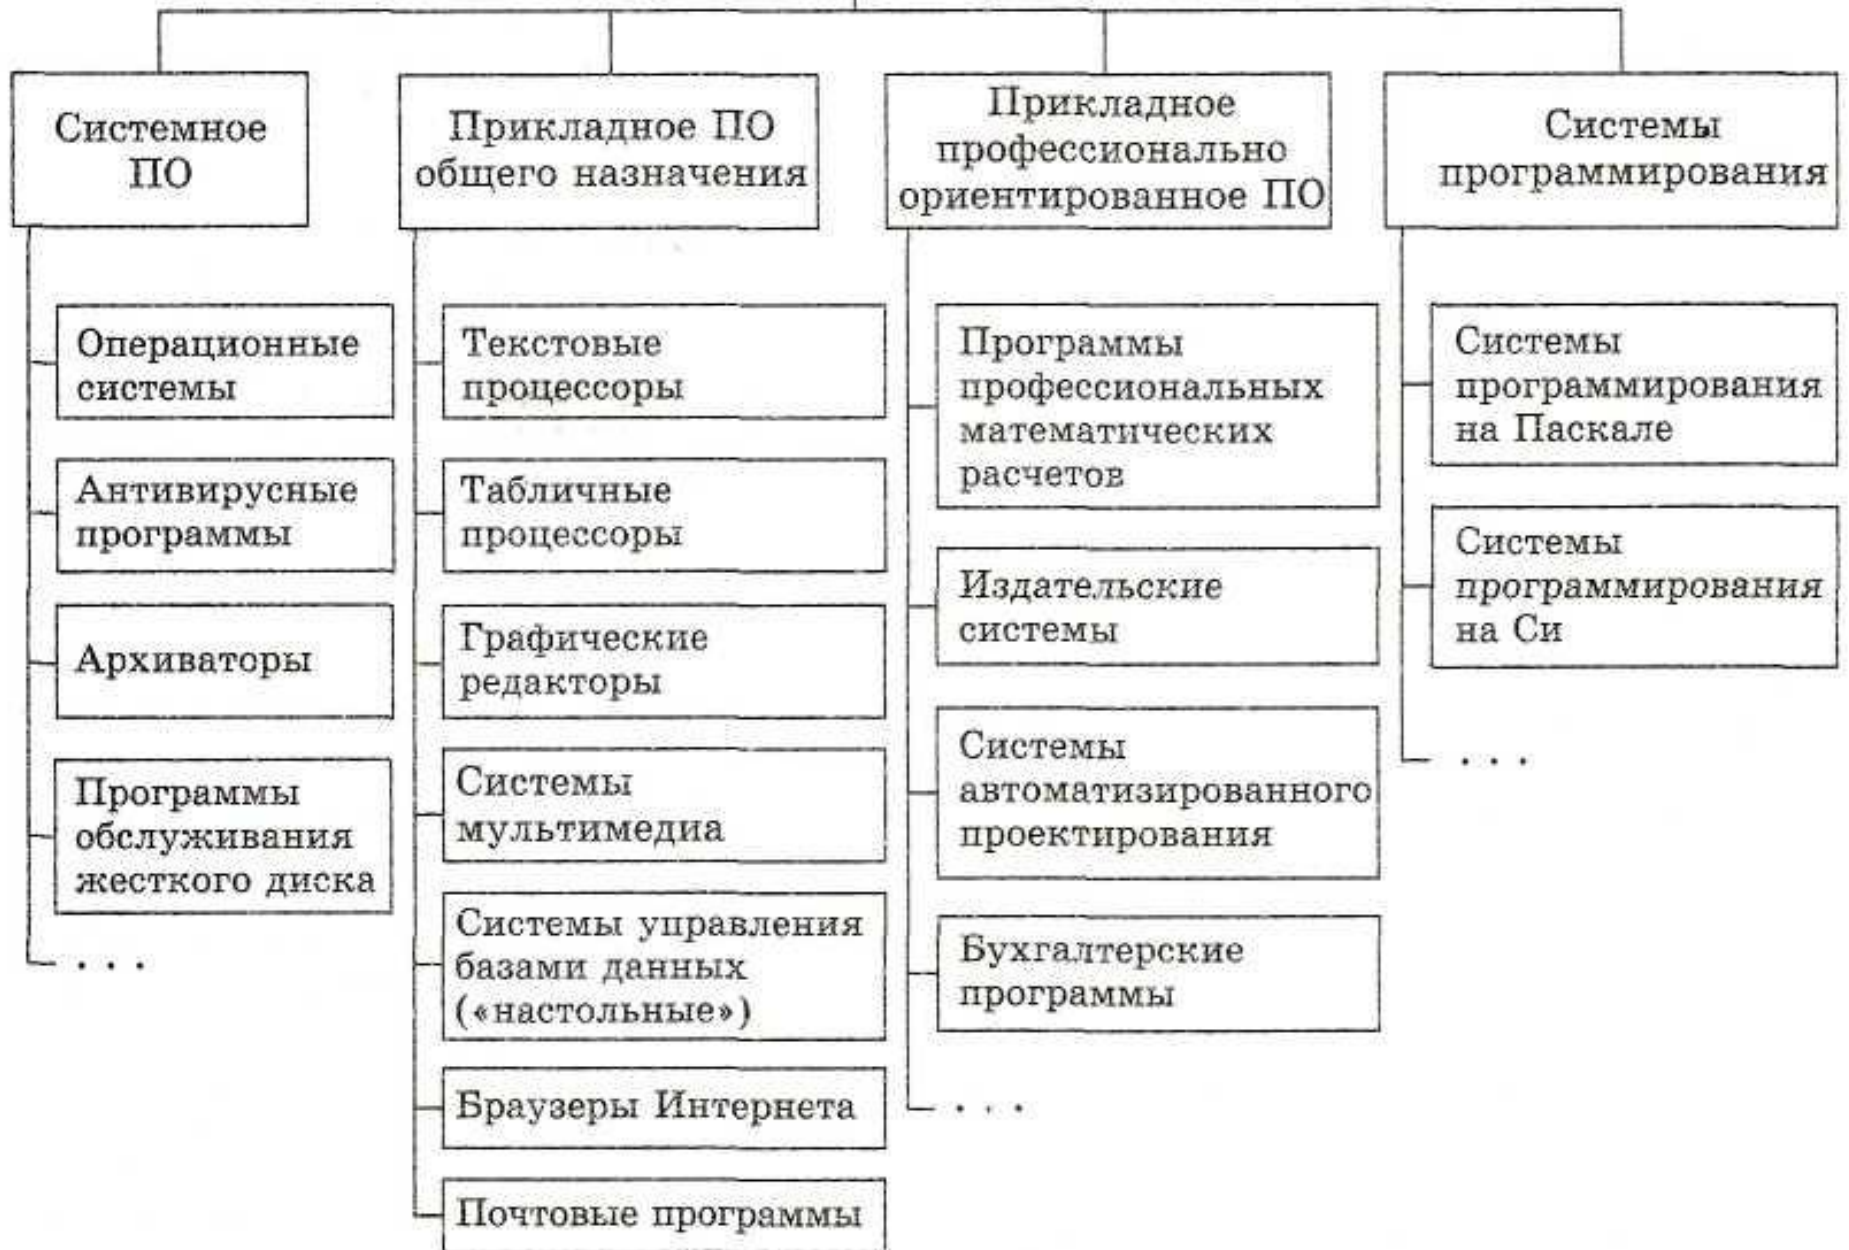 Системное
ПО
Прикладное ПО
общего назначения
Прикладное
профессионально
ориентированное ПО
Системы
программирования
Операционные
системы
Антивирусные
программы
Архиваторы
Программы
обслуживания
жесткого диска
. . .
Текстовые
процессоры
Табличные
процессоры
Графические
редакторы
Системы
мультимедиа
Системы управления
базами данных
(«настольные»)
Браузеры Интернета
Почтовые программы
Программы
профессиональных
математических
расчетов
Издательские
системы
Системы
автоматизированного
проектирования
Бухгалтерские
программы
. . .
Системы
программирования
на Паскале
Системы
программирования
на Си
. . .